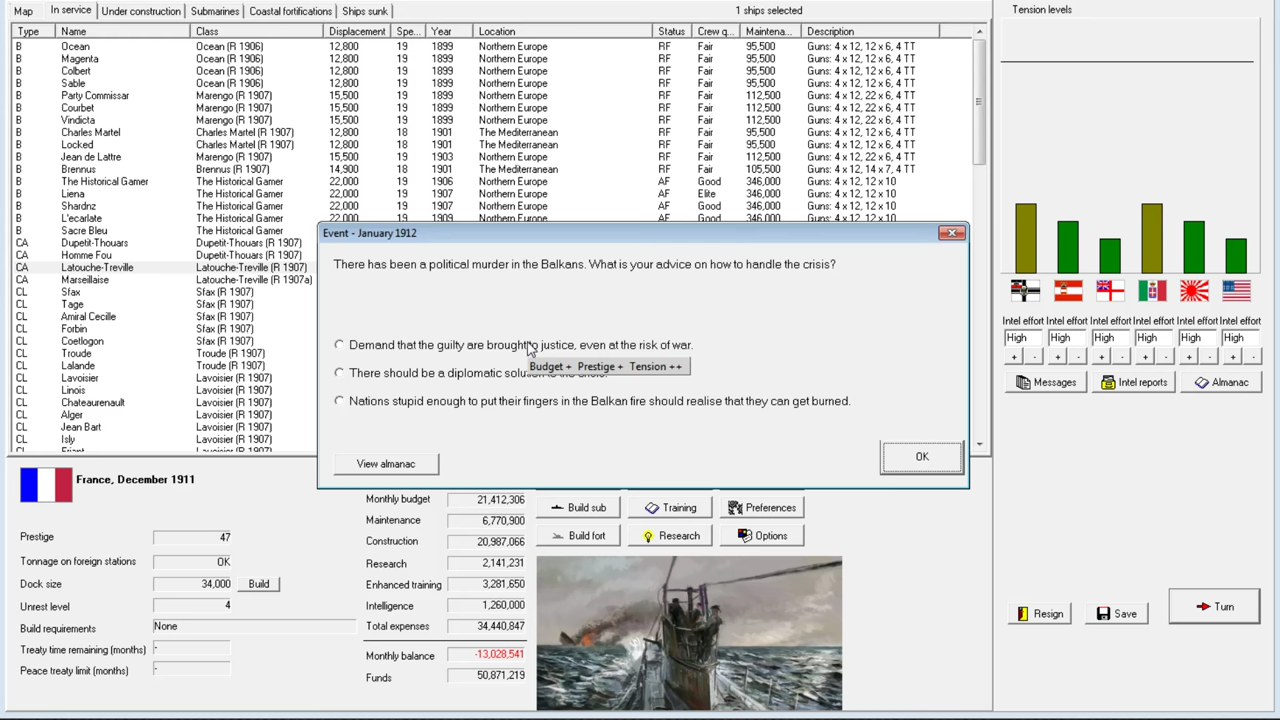 Map In service Under construction Submarines Coastal fortifications Ships sunk 1 ships selected Tension levels
Type Name Class Displacement Spe... Year Location Status Crew q... Maintena... Description
B Ocean Ocean (R 1906) 12,800 19 1899 Northern Europe RF Fair 95,500 Guns: 4 x 12, 12 x 6, 4 TT
B Magenta Ocean (R 1906) 12,800 19 1899 Northern Europe RF Fair 95,500 Guns: 4 x 12, 12 x 6, 4 TT
B Colbert Ocean (R 1906) 12,800 19 1899 Northern Europe RF Fair 95,500 Guns: 4 x 12, 12 x 6, 4 TT
B Sable Ocean (R 1906) 12,800 19 1899 Northern Europe RF Fair 95,500 Guns: 4 x 12, 12 x 6, 4 TT
B Party Commissar Marengo (R 1907) 15,500 19 1899 Northern Europe RF Fair 112,500 Guns: 4 x 12, 22 x 6, 4 TT
B Courbet Marengo (R 1907) 15,500 19 1899 Northern Europe RF Fair 112,500 Guns: 4 x 12, 22 x 6, 4 TT
B Vindicta Marengo (R 1907) 15,500 19 1899 Northern Europe RF Fair 112,500 Guns: 4 x 12, 22 x 6, 4 TT
B Charles Martel Charles Martel (R 1907) 12,800 18 1901 The Mediterranean RF Fair 95,500 Guns: 4 x 12, 12 x 6, 4 TT
B Locked Charles Martel (R 1907) 12,800 18 1901 The Mediterranean RF Fair 95,500 Guns: 4 x 12, 12 x 6, 4 TT
B Jean de Lattre Marengo (R 1907) 15,500 19 1903 Northern Europe RF Fair 112,500 Guns: 4 x 12, 22 x 6, 4 TT
B Brennus Brennus (R 1907) 14,900 18 1901 The Mediterranean RF Fair 105,500 Guns: 4 x 12, 14 x 7, 4 TT
B The Historical Gamer The Historical Gamer 22,000 19 1906 Northern Europe AF Good 346,000 Guns: 4 x 12, 12 x 10
B Liena The Historical Gamer 22,000 19 1907 Northern Europe AF Elite 346,000 Guns: 4 x 12, 12 x 10
B Shardnz The Historical Gamer 22,000 19 1907 Northern Europe AF Good 346,000 Guns: 4 x 12, 12 x 10
B L'ecarlate The Historical Gamer 22,000 19 1909 Northern Europe AF Good 346,000 Guns: 4 x 12, 12 x 10
B Sacre Bleu The Historical Gamer
CA Dupetit-Thouars Dupetit-Thouars (R 1907)
CA Homme Fou Dupetit-Thouars (R 1907)
CA Latouche-Treville Latouche-Treville (R 1907)
CA Marseillaise Latouche-Treville (R 1907a)
CL Sfax Sfax (R 1907)
CL Tage Sfax (R 1907)
CL Amiral Cecille Sfax (R 1907)
CL Forbin Sfax (R 1907)
CL Coetlogon Sfax (R 1907)
CL Troude Sfax (R 1907)
CL Lalande Sfax (R 1907)
CL Lavoisier Lavoisier (R 1907)
CL Linois Lavoisier (R 1907)
CL Chateaurenault Lavoisier (R 1907)
CL Alger Lavoisier (R 1907)
CL Jean Bart Lavoisier (R 1907)
CL Isly Lavoisier (R 1907)
CL Friant Lavoisier (R 1907)
Event - January 1912
There has been a political murder in the Balkans. What is your advice on how to handle the crisis?
Demand that the guilty are brought to justice, even at the risk of war.
Budget + Prestige + Tension ++
There should be a diplomatic solution to the crisis.
Nations stupid enough to put their fingers in the Balkan fire should realise that they can get burned.
View almanac OK
Intel effort Intel effort Intel effort Intel effort Intel effort Intel effort
High High High High High High
+ - + - + - + - + - + -
Messages Intel reports Almanac
France, December 1911
Prestige 47
Tonnage on foreign stations OK
Dock size 34,000 Build
Unrest level 4
Build requirements None
Treaty time remaining (months) -
Peace treaty limit (months) -
Monthly budget 21,412,306
Maintenance 6,770,900
Construction 20,987,066
Research 2,141,231
Enhanced training 3,281,650
Intelligence 1,260,000
Total expenses 34,440,847
Monthly balance -13,028,541
Funds 50,871,219
Build sub Training Preferences
Build fort Research Options
Resign Save Turn